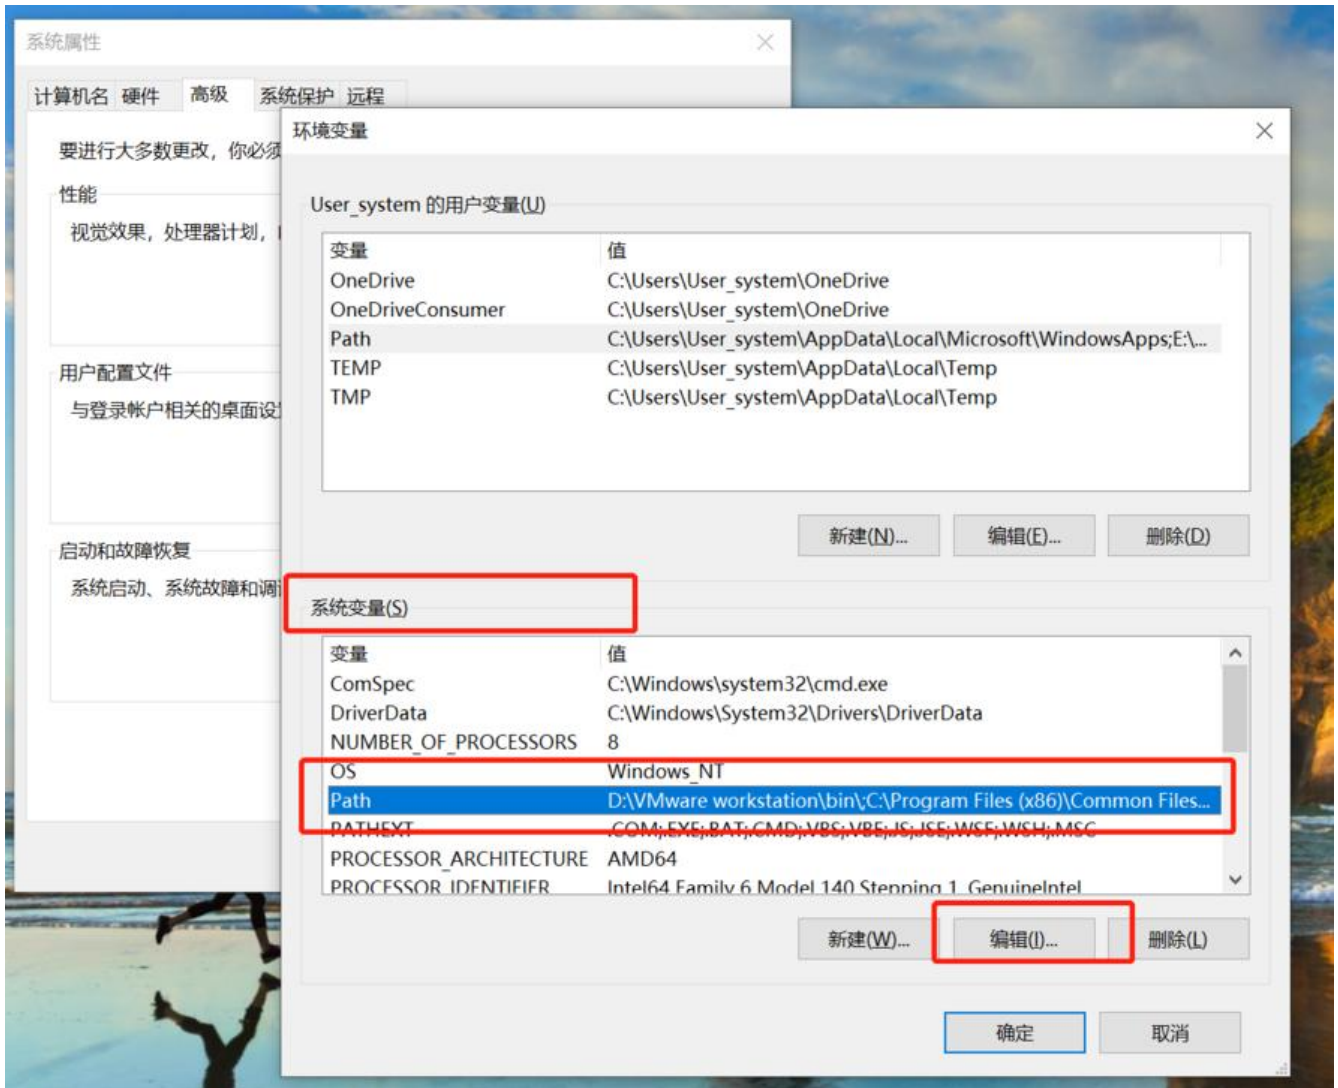 系统属性
计算机名 硬件 高级 系统保护 远程
要进行大多数更改，你必须
性能
视觉效果，处理器计划，
用户配置文件
与登录帐户相关的桌面设
启动和故障恢复
系统启动、系统故障和调
环境变量
User_system 的用户变量(U)
变量 值
OneDrive C:\Users\User_system\OneDrive
OneDriveConsumer C:\Users\User_system\OneDrive
Path C:\Users\User_system\AppData\Local\Microsoft\WindowsApps;E:\...
TEMP C:\Users\User_system\AppData\Local\Temp
TMP C:\Users\User_system\AppData\Local\Temp
新建(N)... 编辑(E)... 删除(D)
系统变量(S)
变量 值
ComSpec C:\Windows\system32\cmd.exe
DriverData C:\Windows\System32\Drivers\DriverData
NUMBER_OF_PROCESSORS 8
OS Windows_NT
Path D:\VMware workstation\bin\;C:\Program Files (x86)\Common Files...
PATHEXT .COM;.EXE;.BAT;.CMD;.VBS;.VBE;.JS;.JSE;.WSF;.WSH;.MSC
PROCESSOR_ARCHITECTURE AMD64
PROCESSOR_IDENTIFIER Intel64 Family 6 Model 140 Stepping 1, GenuineIntel
新建(W)... 编辑(I)... 删除(L)
确定 取消